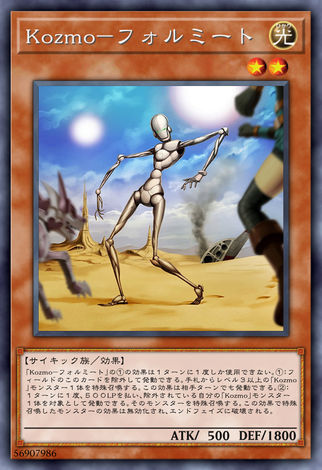 Kozmo－フォルミート
光
【サイキック族／効果】
「Kozmo－フォルミート」の①の効果は１ターンに１度しか使用できない。①：フ
ィールドのこのカードを除外して発動できる。手札からレベル３以上の「Kozmo
」モンスター１体を特殊召喚する。この効果は相手ターンでも発動できる。②：
１ターンに１度、５００LPを払い、除外されている自分の「Kozmo」モンスター
１体を対象として発動できる。そのモンスターを特殊召喚する。この効果で特殊
召喚したモンスターの効果は無効化され、エンドフェイズに破壊される。
ATK/ 500 DEF/1800
56907986